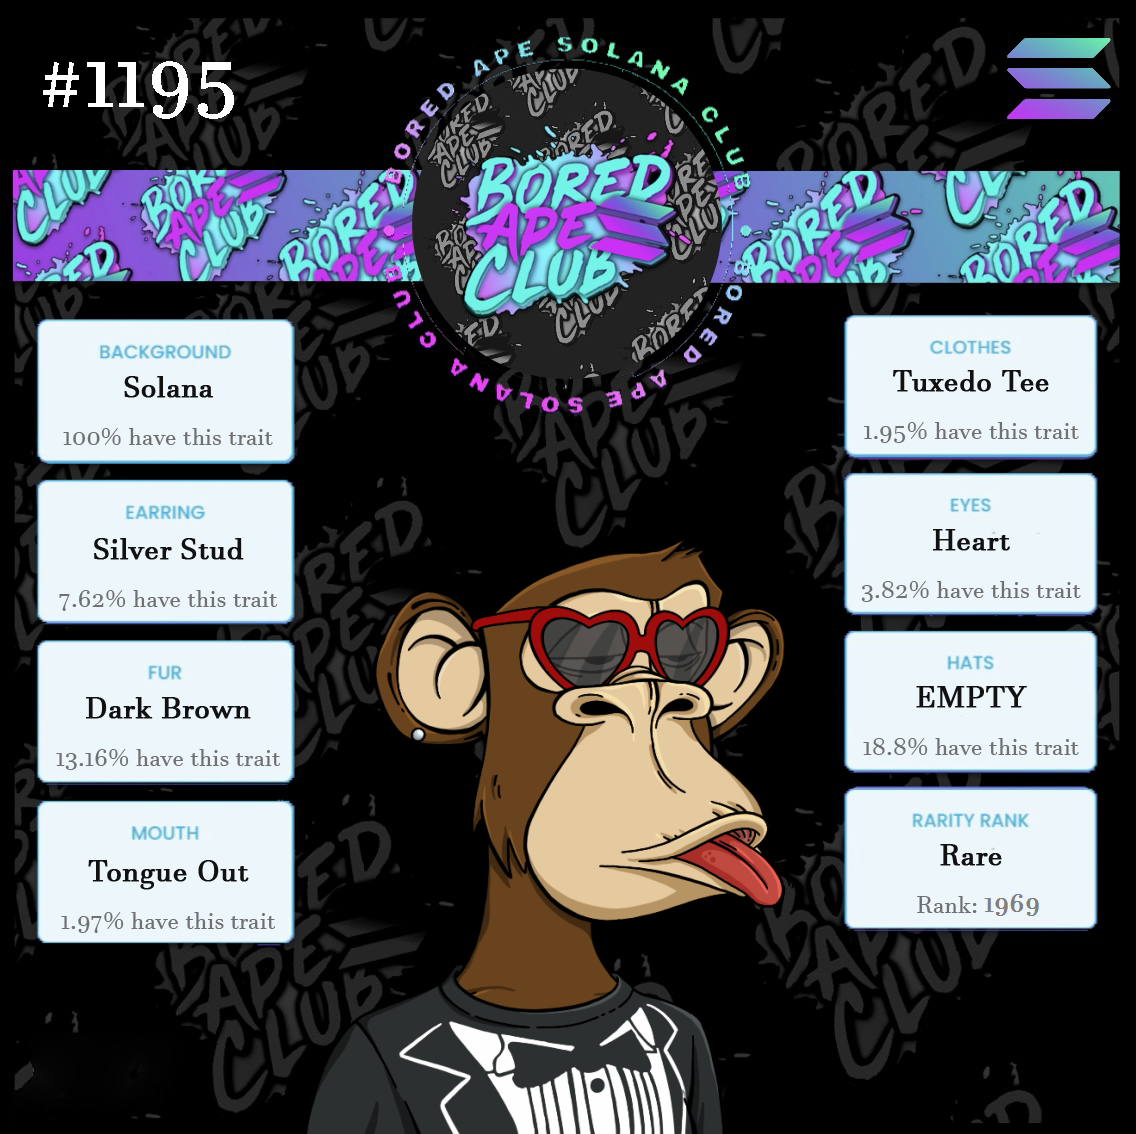 #1195
BORED APE SOLANA CLUB
BORED
APE
CLUB
BORED APE SOLANA CLUB
BACKGROUND
Solana
100% have this trait
EARRING
Silver Stud
7.62% have this trait
FUR
Dark Brown
13.16% have this trait
MOUTH
Tongue Out
1.97% have this trait
CLOTHES
Tuxedo Tee
1.95% have this trait
EYES
Heart
3.82% have this trait
HATS
EMPTY
18.8% have this trait
RARITY RANK
Rare
Rank: 1969